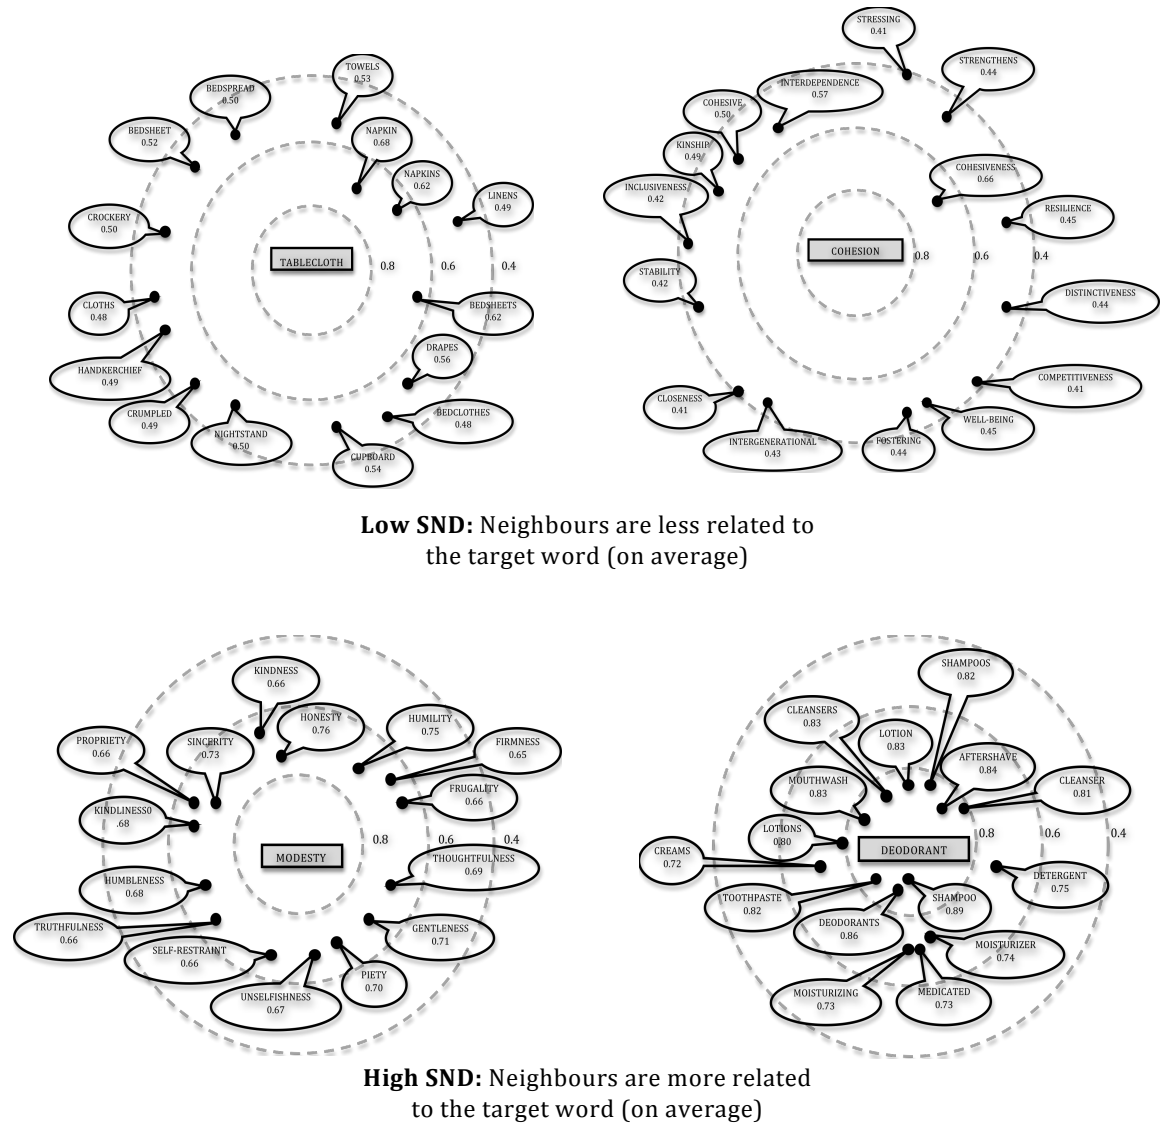 TOWELS
0.53
BEDSPREAD
0.50
BEDSHEET
0.52
NAPKIN
0.68
NAPKINS
0.62
LINENS
0.49
CROCKERY
0.50
TABLECLOTH
0.8
0.6
0.4
CLOTHS
0.48
BEDSHEETS
0.62
HANDKERCHIEF
0.49
DRAPES
0.56
CRUMPLED
0.49
NIGHTSTAND
0.50
BEDCLOTHES
0.48
CUPBOARD
0.54
STRESSING
0.41
STRENGTHENS
0.44
INTERDEPENDENCE
0.57
COHESIVE
0.50
KINSHIP
0.49
COHESIVENESS
0.66
INCLUSIVENESS
0.42
RESILIENCE
0.45
COHESION
0.8
0.6
0.4
STABILITY
0.42
DISTINCTIVENESS
0.44
COMPETITIVENESS
0.41
CLOSENESS
0.41
WELL-BEING
0.45
INTERGENERATIONAL
0.43
FOSTERING
0.44
Low SND: Neighbours are less related to
the target word (on average)
KINDNESS
0.66
HONESTY
0.76
HUMILITY
0.75
PROPRIETY
0.66
SINCERITY
0.73
FIRMNESS
0.65
FRUGALITY
0.66
KINDLINESS0
.68
MODESTY
0.8
0.6
0.4
THOUGHTFULNESS
0.69
HUMBLENESS
0.68
TRUTHFULNESS
0.66
GENTLENESS
0.71
SELF-RESTRAINT
0.66
PIETY
0.70
UNSELFISHNESS
0.67
SHAMPOOS
0.82
CLEANSERS
0.83
LOTION
0.83
AFTERSHAVE
0.84
MOUTHWASH
0.83
CLEANSER
0.81
LOTIONS
0.80
CREAMS
0.72
DEODORANT
0.8
0.6
0.4
DETERGENT
0.75
TOOTHPASTE
0.82
SHAMPOO
0.89
DEODORANTS
0.86
MOISTURIZER
0.74
MOISTURIZING
0.73
MEDICATED
0.73
High SND: Neighbours are more related
to the target word (on average)